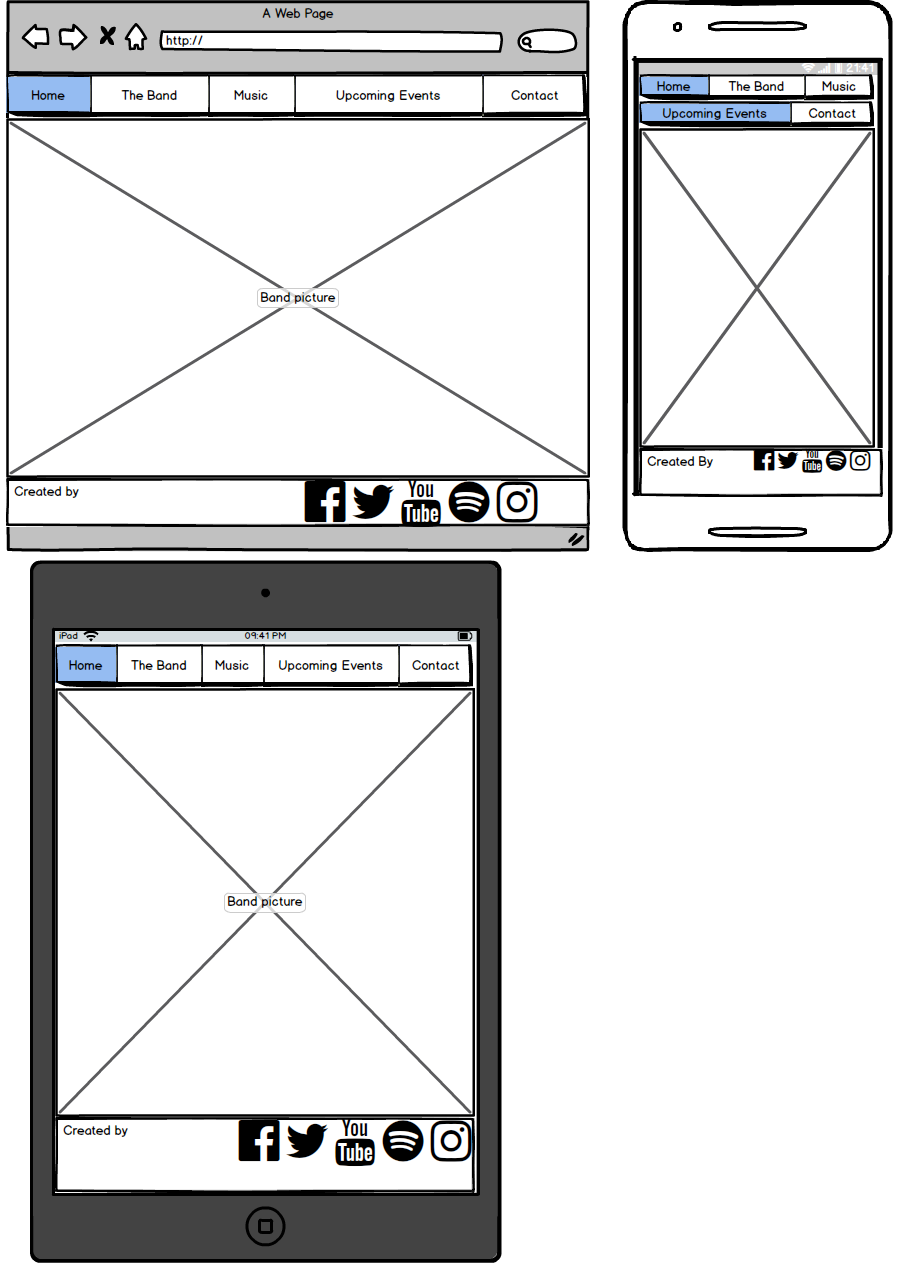 A Web Page
http://
Home The Band Music Upcoming Events Contact
Band picture
Created by
You
Tube
21:41
Home The Band Music
Upcoming Events Contact
Created By
You
Tube
iPad 09:41 PM
Home The Band Music Upcoming Events Contact
Band picture
Created by
You
Tube